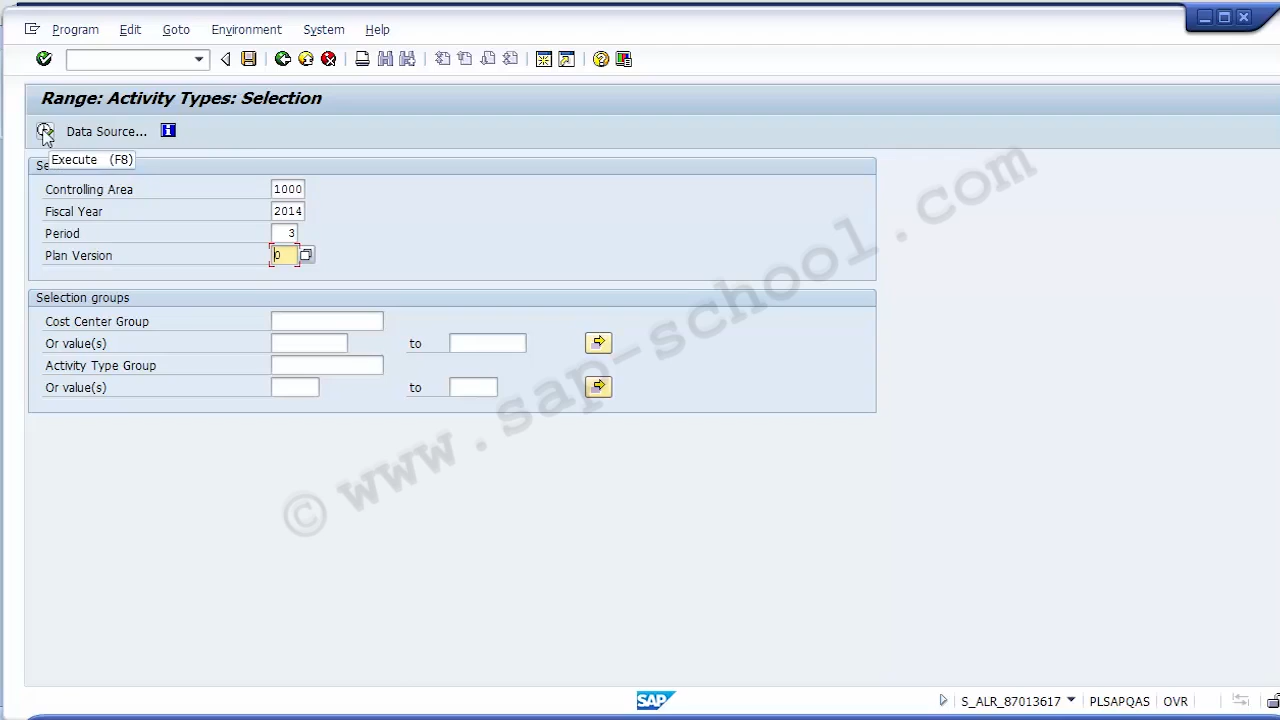 Program Edit Goto Environment System Help
Range: Activity Types: Selection
Data Source...
Execute (F8)
Se
Controlling Area 1000
Fiscal Year 2014
Period 3
Plan Version 0
Selection groups
Cost Center Group
Or value(s) to
Activity Type Group
Or value(s) to
© www.sap-school.com
SAP S_ALR_87013617 PLSAPQAS OVR